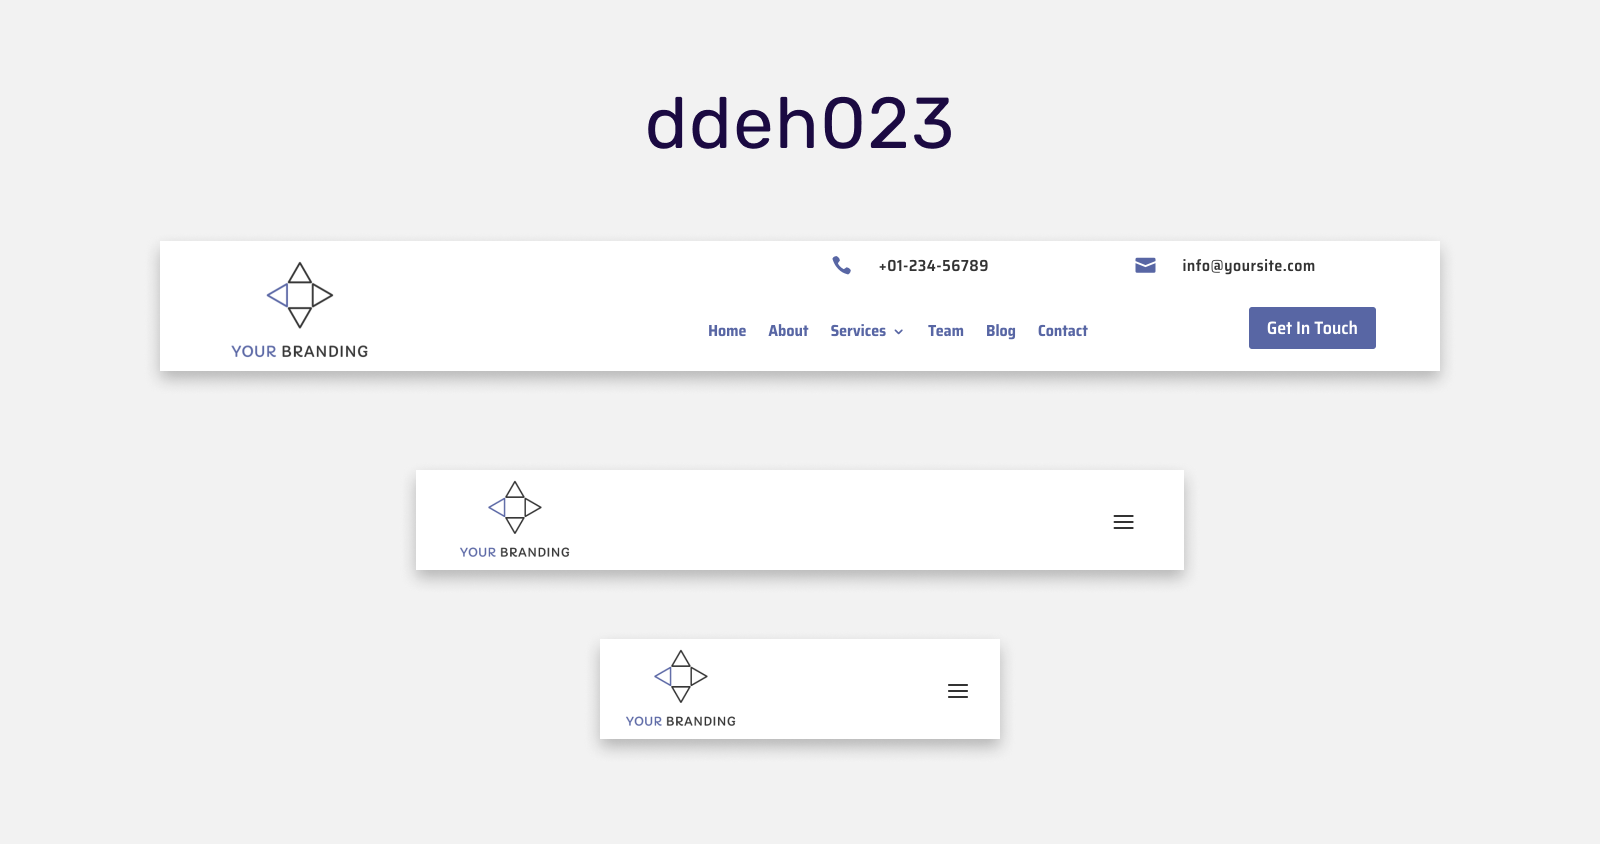 ddeh023
+01-234-56789 info@yoursite.com
Home About Services Team Blog Contact Get In Touch
YOUR BRANDING
YOUR BRANDING
YOUR BRANDING